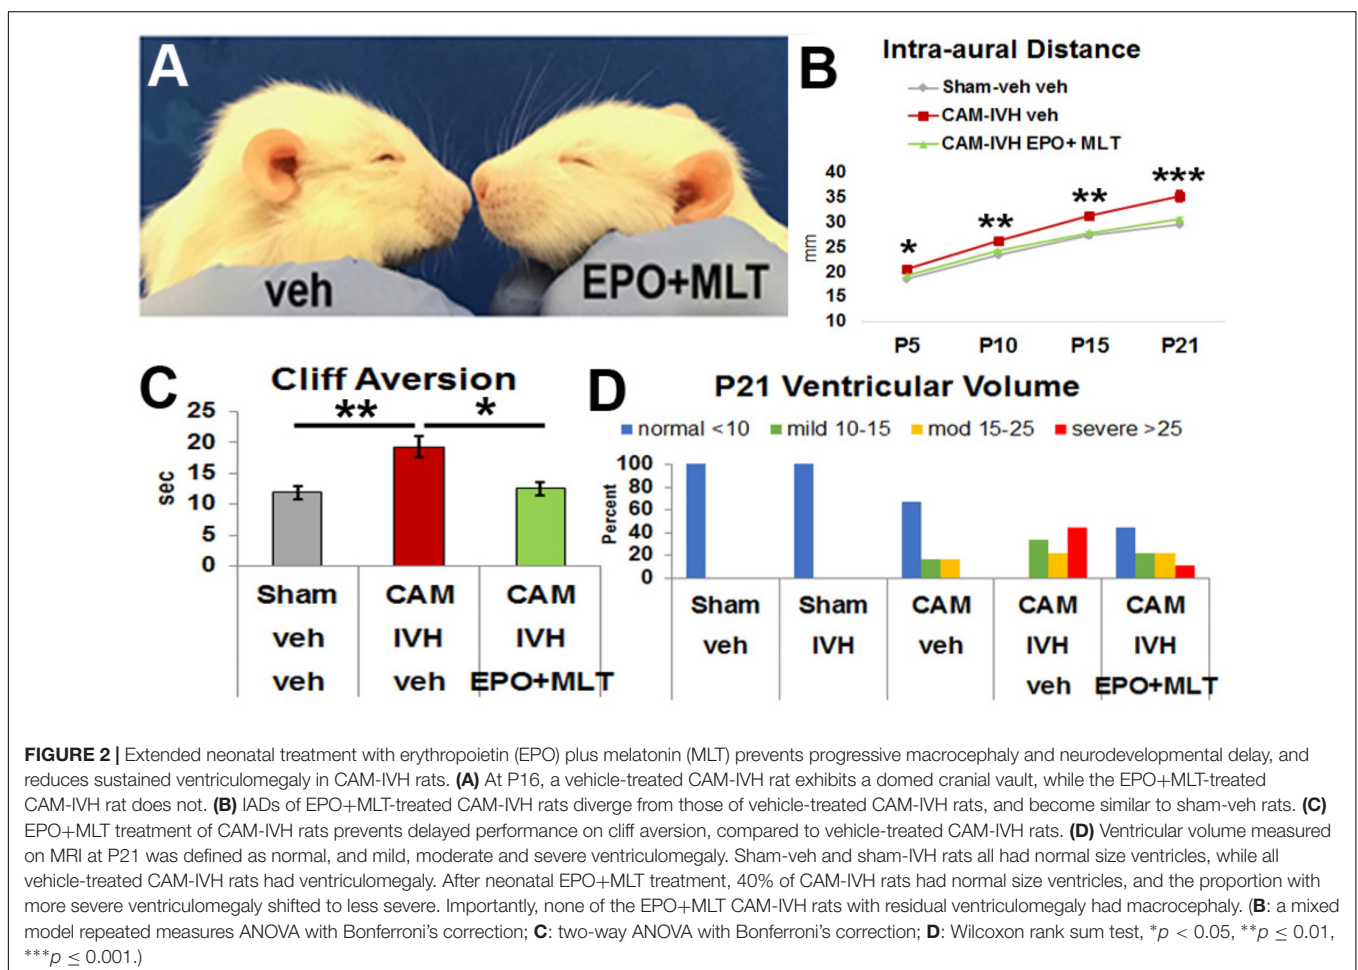 A
veh
EPO+MLT
B
Intra-aural Distance
Sham-veh veh
CAM-IVH veh
CAM-IVH EPO+ MLT
40
35
30
25
20
15
10
mm
*
**
**
***
P5 P10 P15 P21
C
Cliff Aversion
25
20
15
10
5
0
sec
** *
Sham CAM CAM
veh IVH IVH
veh veh EPO+MLT
D
P21 Ventricular Volume
normal <10 mild 10-15 mod 15-25 severe >25
100
80
60
40
20
0
Percent
Sham Sham CAM CAM CAM
veh IVH veh IVH IVH
veh EPO+MLT
FIGURE 2 | Extended neonatal treatment with erythropoietin (EPO) plus melatonin (MLT) prevents progressive macrocephaly and neurodevelopmental delay, and
reduces sustained ventriculomegaly in CAM-IVH rats. (A) At P16, a vehicle-treated CAM-IVH rat exhibits a domed cranial vault, while the EPO+MLT-treated
CAM-IVH rat does not. (B) IADs of EPO+MLT-treated CAM-IVH rats diverge from those of vehicle-treated CAM-IVH rats, and become similar to sham-veh rats. (C)
EPO+MLT treatment of CAM-IVH rats prevents delayed performance on cliff aversion, compared to vehicle-treated CAM-IVH rats. (D) Ventricular volume measured
on MRI at P21 was defined as normal, and mild, moderate and severe ventriculomegaly. Sham-veh and sham-IVH rats all had normal size ventricles, while all
vehicle-treated CAM-IVH rats had ventriculomegaly. After neonatal EPO+MLT treatment, 40% of CAM-IVH rats had normal size ventricles, and the proportion with
more severe ventriculomegaly shifted to less severe. Importantly, none of the EPO+MLT CAM-IVH rats with residual ventriculomegaly had macrocephaly. (B: a mixed
model repeated measures ANOVA with Bonferroni's correction; C: two-way ANOVA with Bonferroni's correction; D: Wilcoxon rank sum test, *p < 0.05, **p ≤ 0.01,
***p ≤ 0.001.)